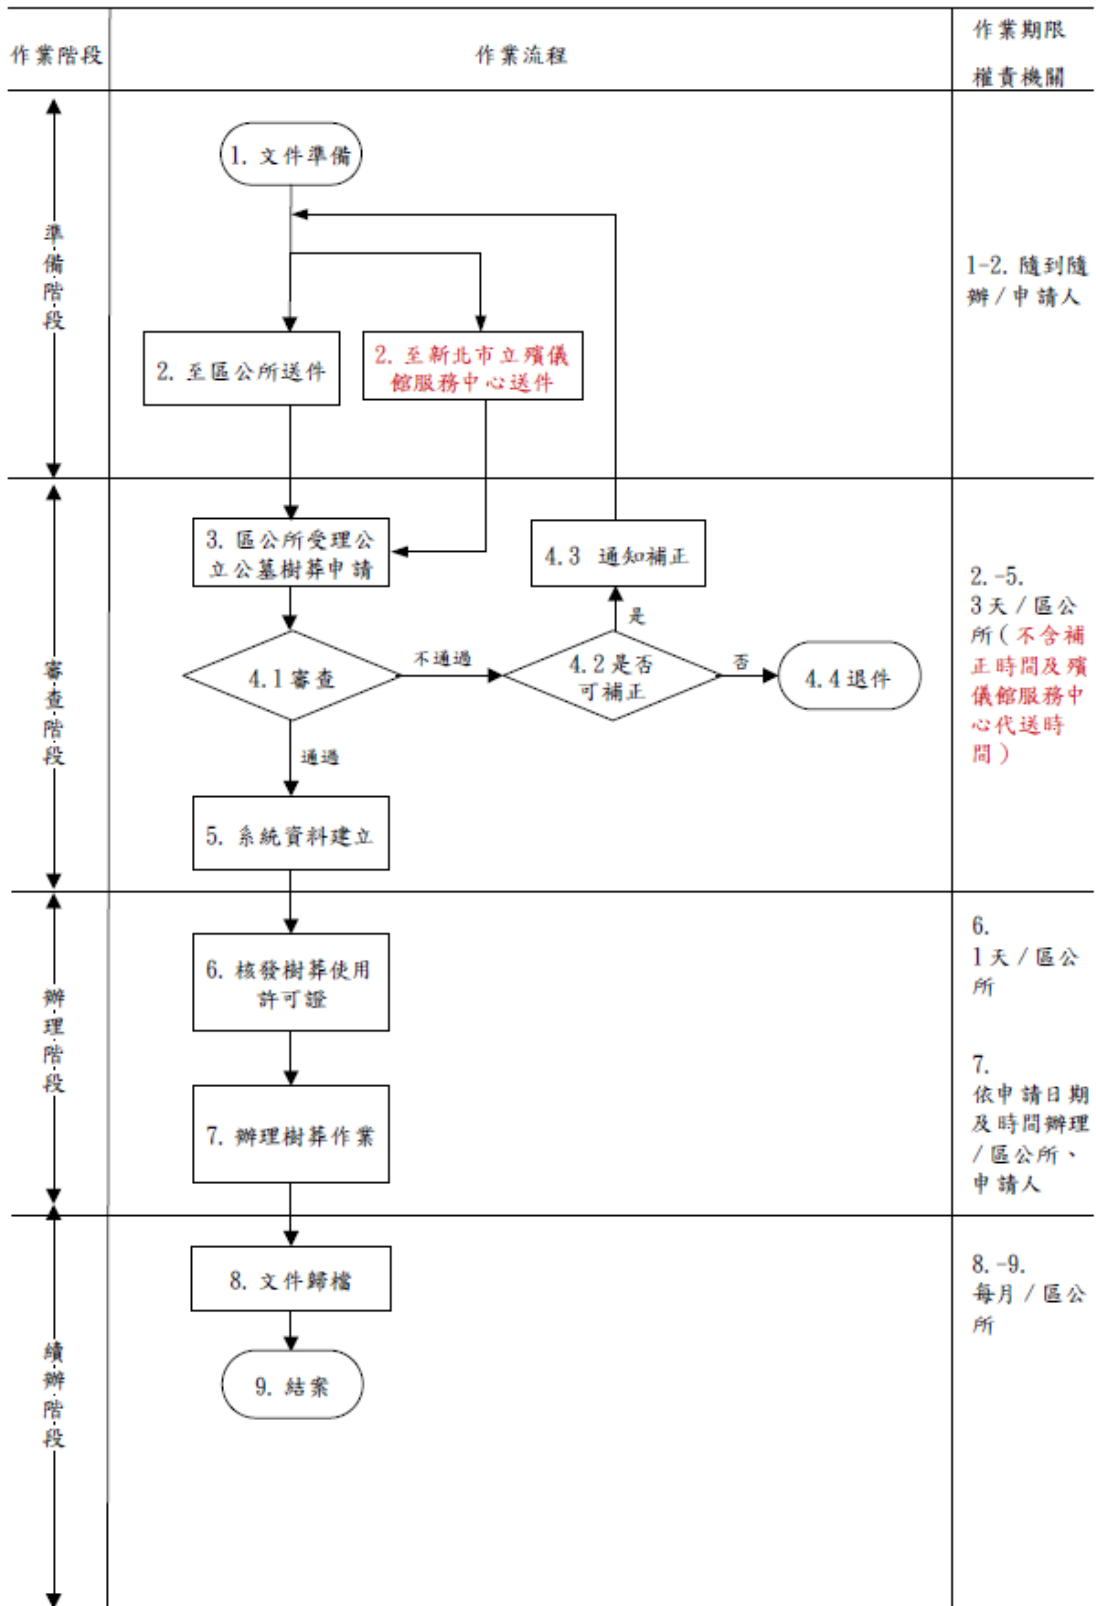 作業階段
作業流程
作業期限
權責機關
準備階段
1. 文件準備
2. 至區公所送件
2. 至新北市立殯儀
館服務中心送件
1-2. 隨到隨
辦/申請人
審查階段
3. 區公所受理公
立公墓樹葬申請
4.3 通知補正
是
4.1審查
不通過
4.2是否
可補正
否
4.4退件
通過
5. 系統資料建立
2.-5.
3天/區公
所(不含補
正時間及殯
儀館服務中
心代送時
間)
辦理階段
6. 核發樹葬使用
許可證
7. 辦理樹葬作業
6.
1天/區公
所
7.
依申請日期
及時間辦理
/區公所、
申請人
續辦階段
8. 文件歸檔
9. 結案
8.-9.
每月/區公
所